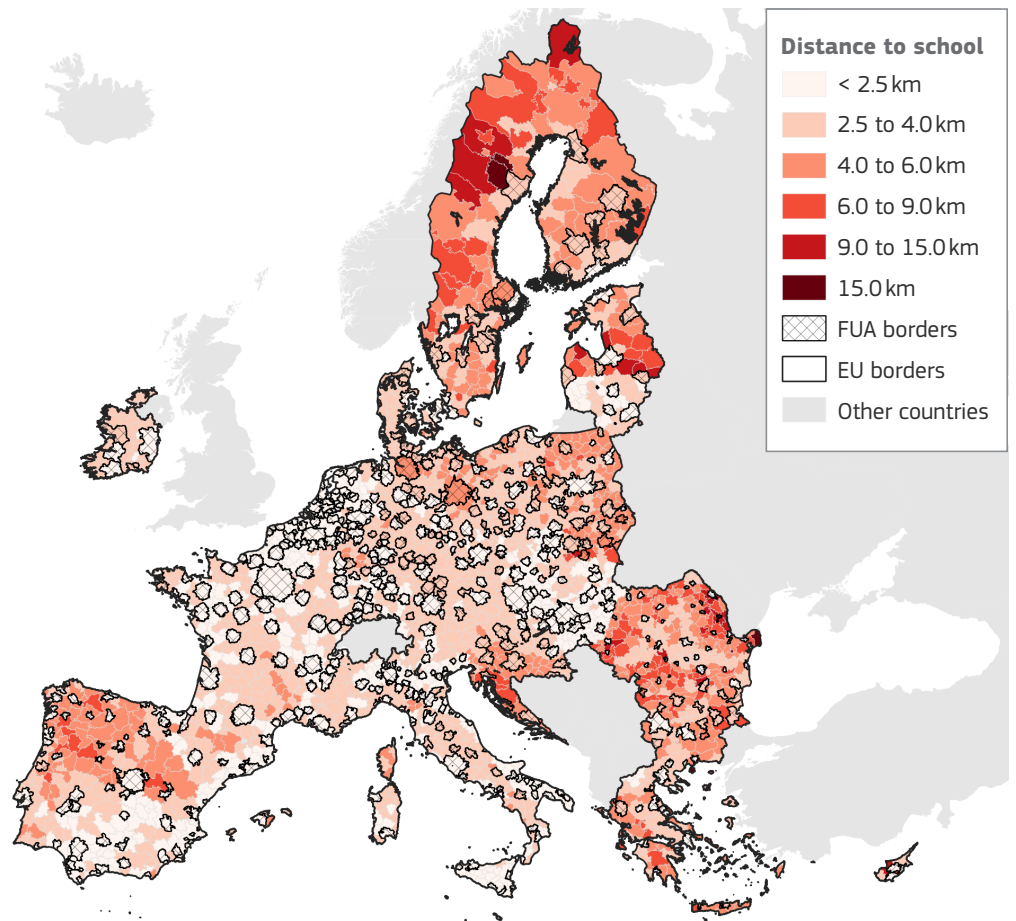 Distance to school
< 2.5 km
2.5 to 4.0 km
4.0 to 6.0 km
6.0 to 9.0 km
9.0 to 15.0 km
15.0 km
FUA borders
EU borders
Other countries